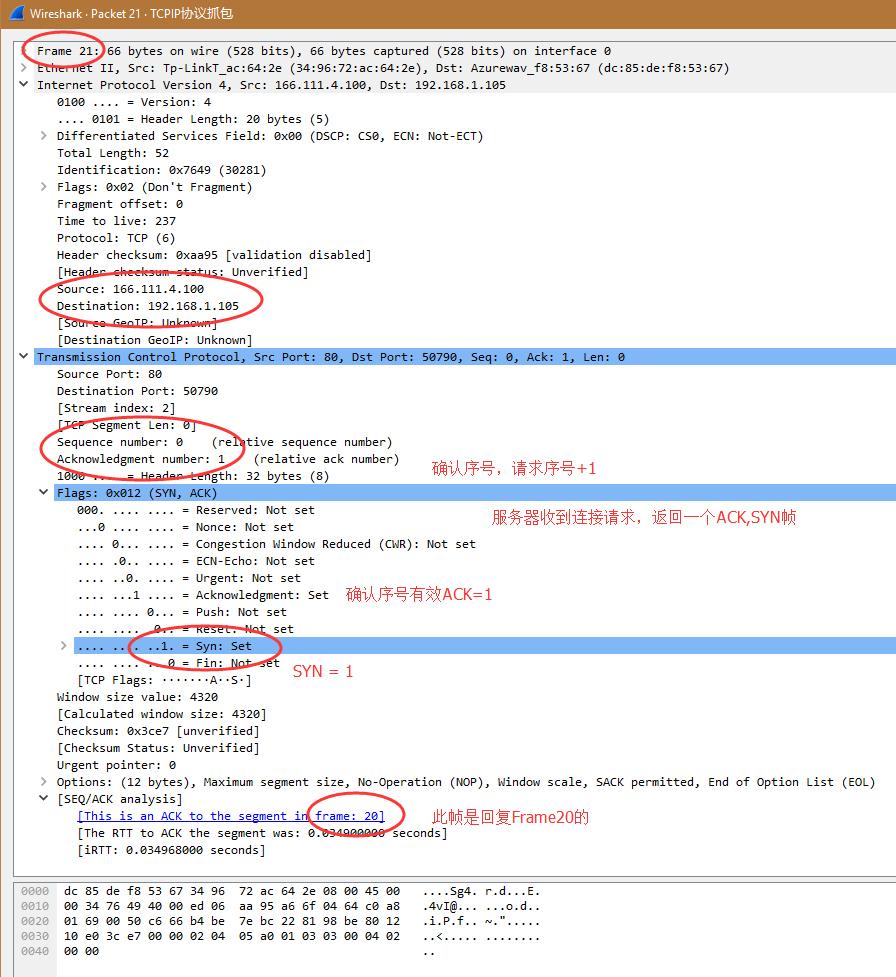 Wireshark · Packet 21 · TCPIP协议抓包
Frame 21: 66 bytes on wire (528 bits), 66 bytes captured (528 bits) on interface 0
Ethernet II, Src: Tp-LinkT_ac:64:2e (34:96:72:ac:64:2e), Dst: Azurewav_f8:53:67 (dc:85:de:f8:53:67)
Internet Protocol Version 4, Src: 166.111.4.100, Dst: 192.168.1.105
0100 .... = Version: 4
.... 0101 = Header Length: 20 bytes (5)
Differentiated Services Field: 0x00 (DSCP: CS0, ECN: Not-ECT)
Total Length: 52
Identification: 0x7649 (30281)
Flags: 0x02 (Don't Fragment)
Fragment offset: 0
Time to live: 237
Protocol: TCP (6)
Header checksum: 0xaa95 [validation disabled]
[Header checksum status: Unverified]
Source: 166.111.4.100
Destination: 192.168.1.105
[Source GeoIP: Unknown]
[Destination GeoIP: Unknown]
Transmission Control Protocol, Src Port: 80, Dst Port: 50790, Seq: 0, Ack: 1, Len: 0
Source Port: 80
Destination Port: 50790
[Stream index: 2]
[TCP Segment Len: 0]
Sequence number: 0    (relative sequence number)
Acknowledgment number: 1    (relative ack number)
确认序号，请求序号+1
1000 .... = Header Length: 32 bytes (8)
Flags: 0x012 (SYN, ACK)
000. .... .... = Reserved: Not set
服务器收到连接请求，返回一个ACK,SYN帧
...0 .... .... = Nonce: Not set
.... 0... .... = Congestion Window Reduced (CWR): Not set
.... .0.. .... = ECN-Echo: Not set
.... ..0. .... = Urgent: Not set
.... ...1 .... = Acknowledgment: Set
确认序号有效ACK=1
.... .... 0... = Push: Not set
.... .... .0.. = Reset: Not set
.... .... ..1. = Syn: Set
.... .... ...0 = Fin: Not set
SYN = 1
[TCP Flags: ·······A··S·]
Window size value: 4320
[Calculated window size: 4320]
Checksum: 0x3ce7 [unverified]
[Checksum Status: Unverified]
Urgent pointer: 0
Options: (12 bytes), Maximum segment size, No-Operation (NOP), Window scale, SACK permitted, End of Option List (EOL)
[SEQ/ACK analysis]
[This is an ACK to the segment in frame: 20]
此帧是回复Frame20的
[The RTT to ACK the segment was: 0.034900000 seconds]
[iRTT: 0.034968000 seconds]
0000 dc 85 de f8 53 67 34 96 72 ac 64 2e 08 00 45 00 ....Sg4. r.d...E.
0010 00 34 76 49 40 00 ed 06 aa 95 a6 6f 04 64 c0 a8 .4vI@... ...o.d..
0020 01 69 00 50 c6 66 b4 be 7e bc 22 81 98 be 80 12 .i.P.f.. ~.".....
0030 10 e0 3c e7 00 00 02 04 05 a0 01 03 03 00 04 02 ..<..... ........
0040 00 00 ..